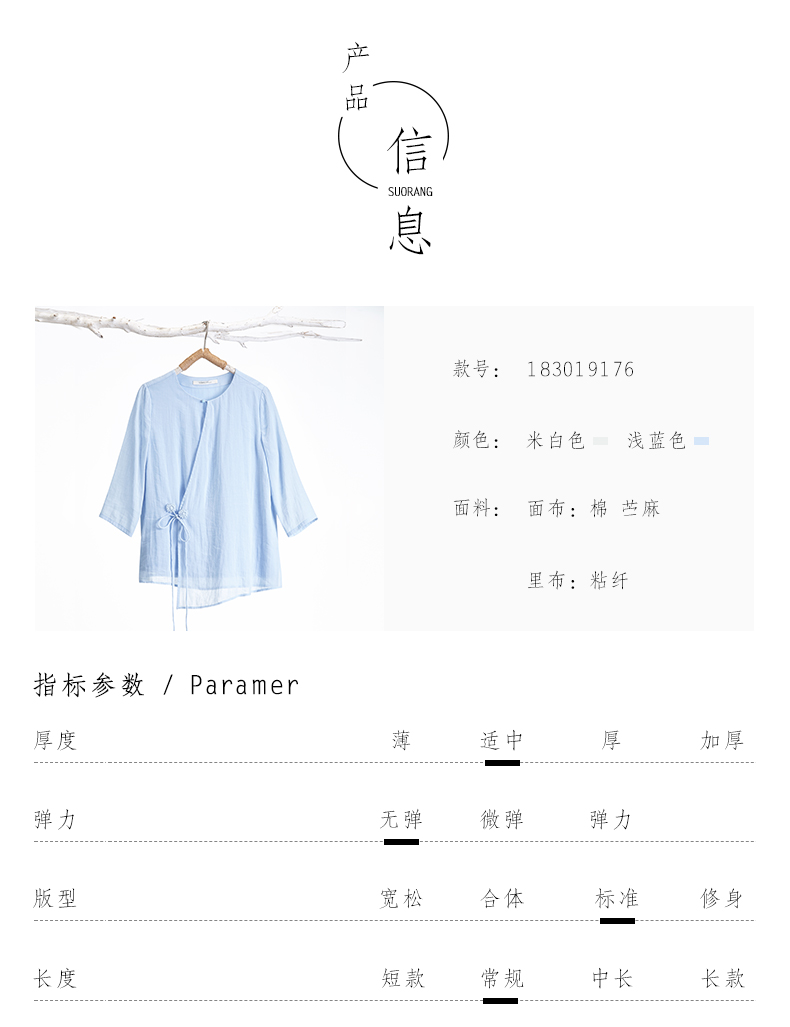 产品
信息
SUORANG
款号： 183019176
颜色： 米白色 浅蓝色
面料： 面布：棉 苎麻
里布：粘纤
指标参数 / Paramer
厚度 薄 适中 厚 加厚
弹力 无弹 微弹 弹力
版型 宽松 合体 标准 修身
长度 短款 常规 中长 长款